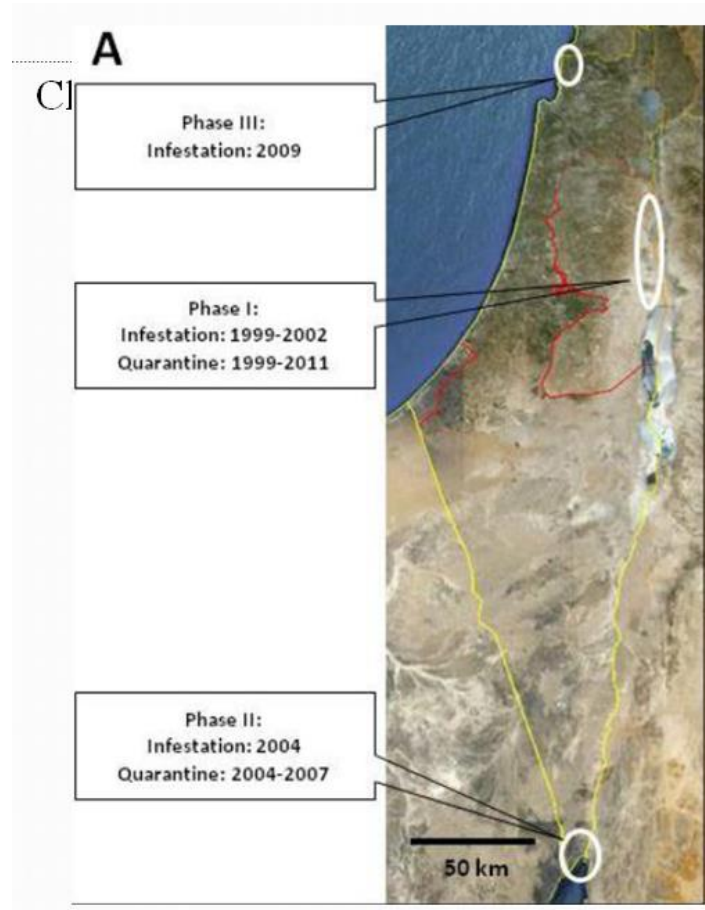 A
Cl
Phase III:
Infestation: 2009
Phase I:
Infestation: 1999-2002
Quarantine: 1999-2011
Phase II:
Infestation: 2004
Quarantine: 2004-2007
50 km